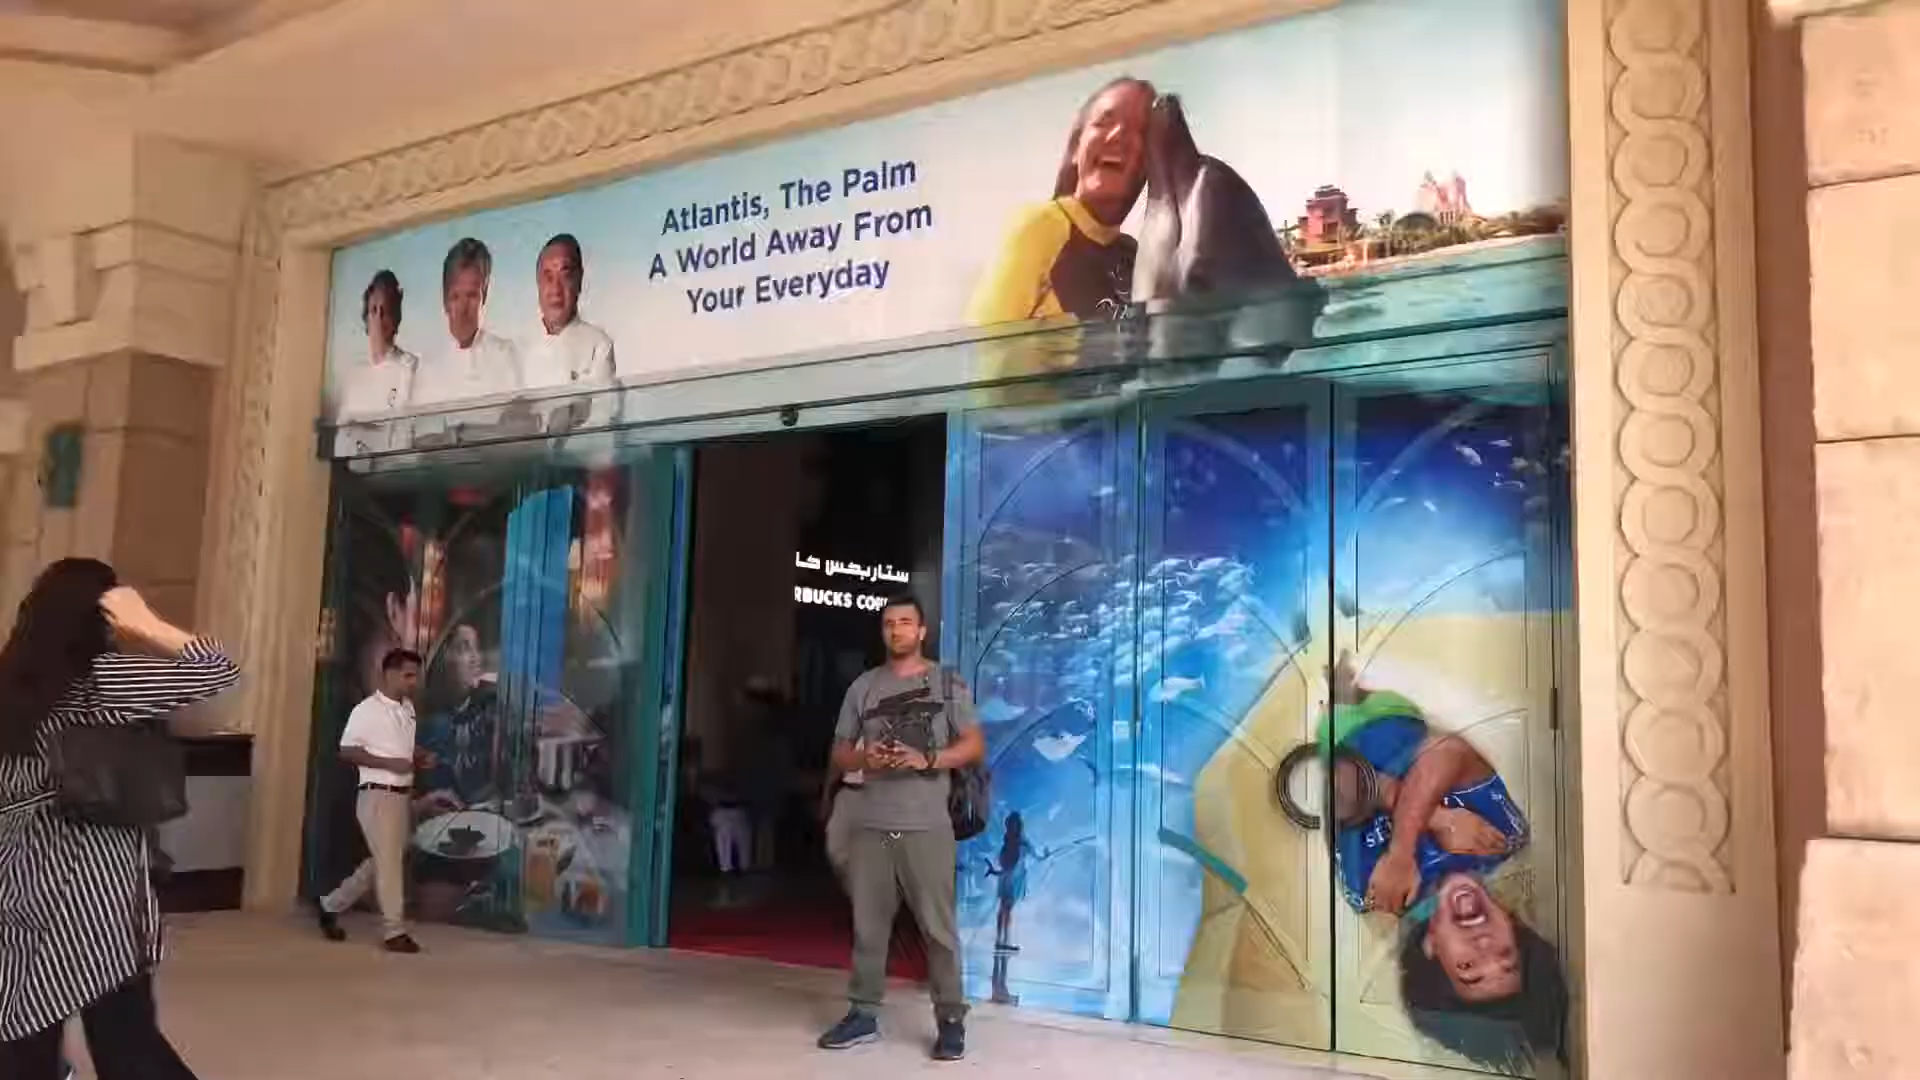 Atlantis, The Palm
A World Away From
Your Everyday
ستاربكس كا
RBUCKS COF